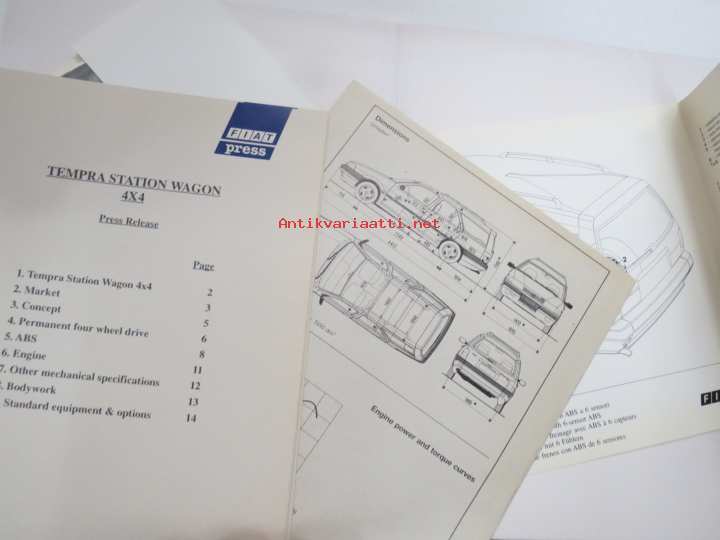 FIAT
press
TEMPRA STATION WAGON
4X4
Press Release
Page
1. Tempra Station Wagon 4x4 2
2. Market 3
3. Concept 5
4. Permanent four wheel drive 6
5. ABS 8
6. Engine 11
7. Other mechanical specifications 12
Bodywork 13
Standard equipment & options 14
Dimensions
Antikvariaatti.net
Engine power and torque curves
ABS a 6 sensori
6-sensor ABS
freinage avec ABS à 6 capteurs
mit 6 Fühlern
frenos con ABS de 6 sensores